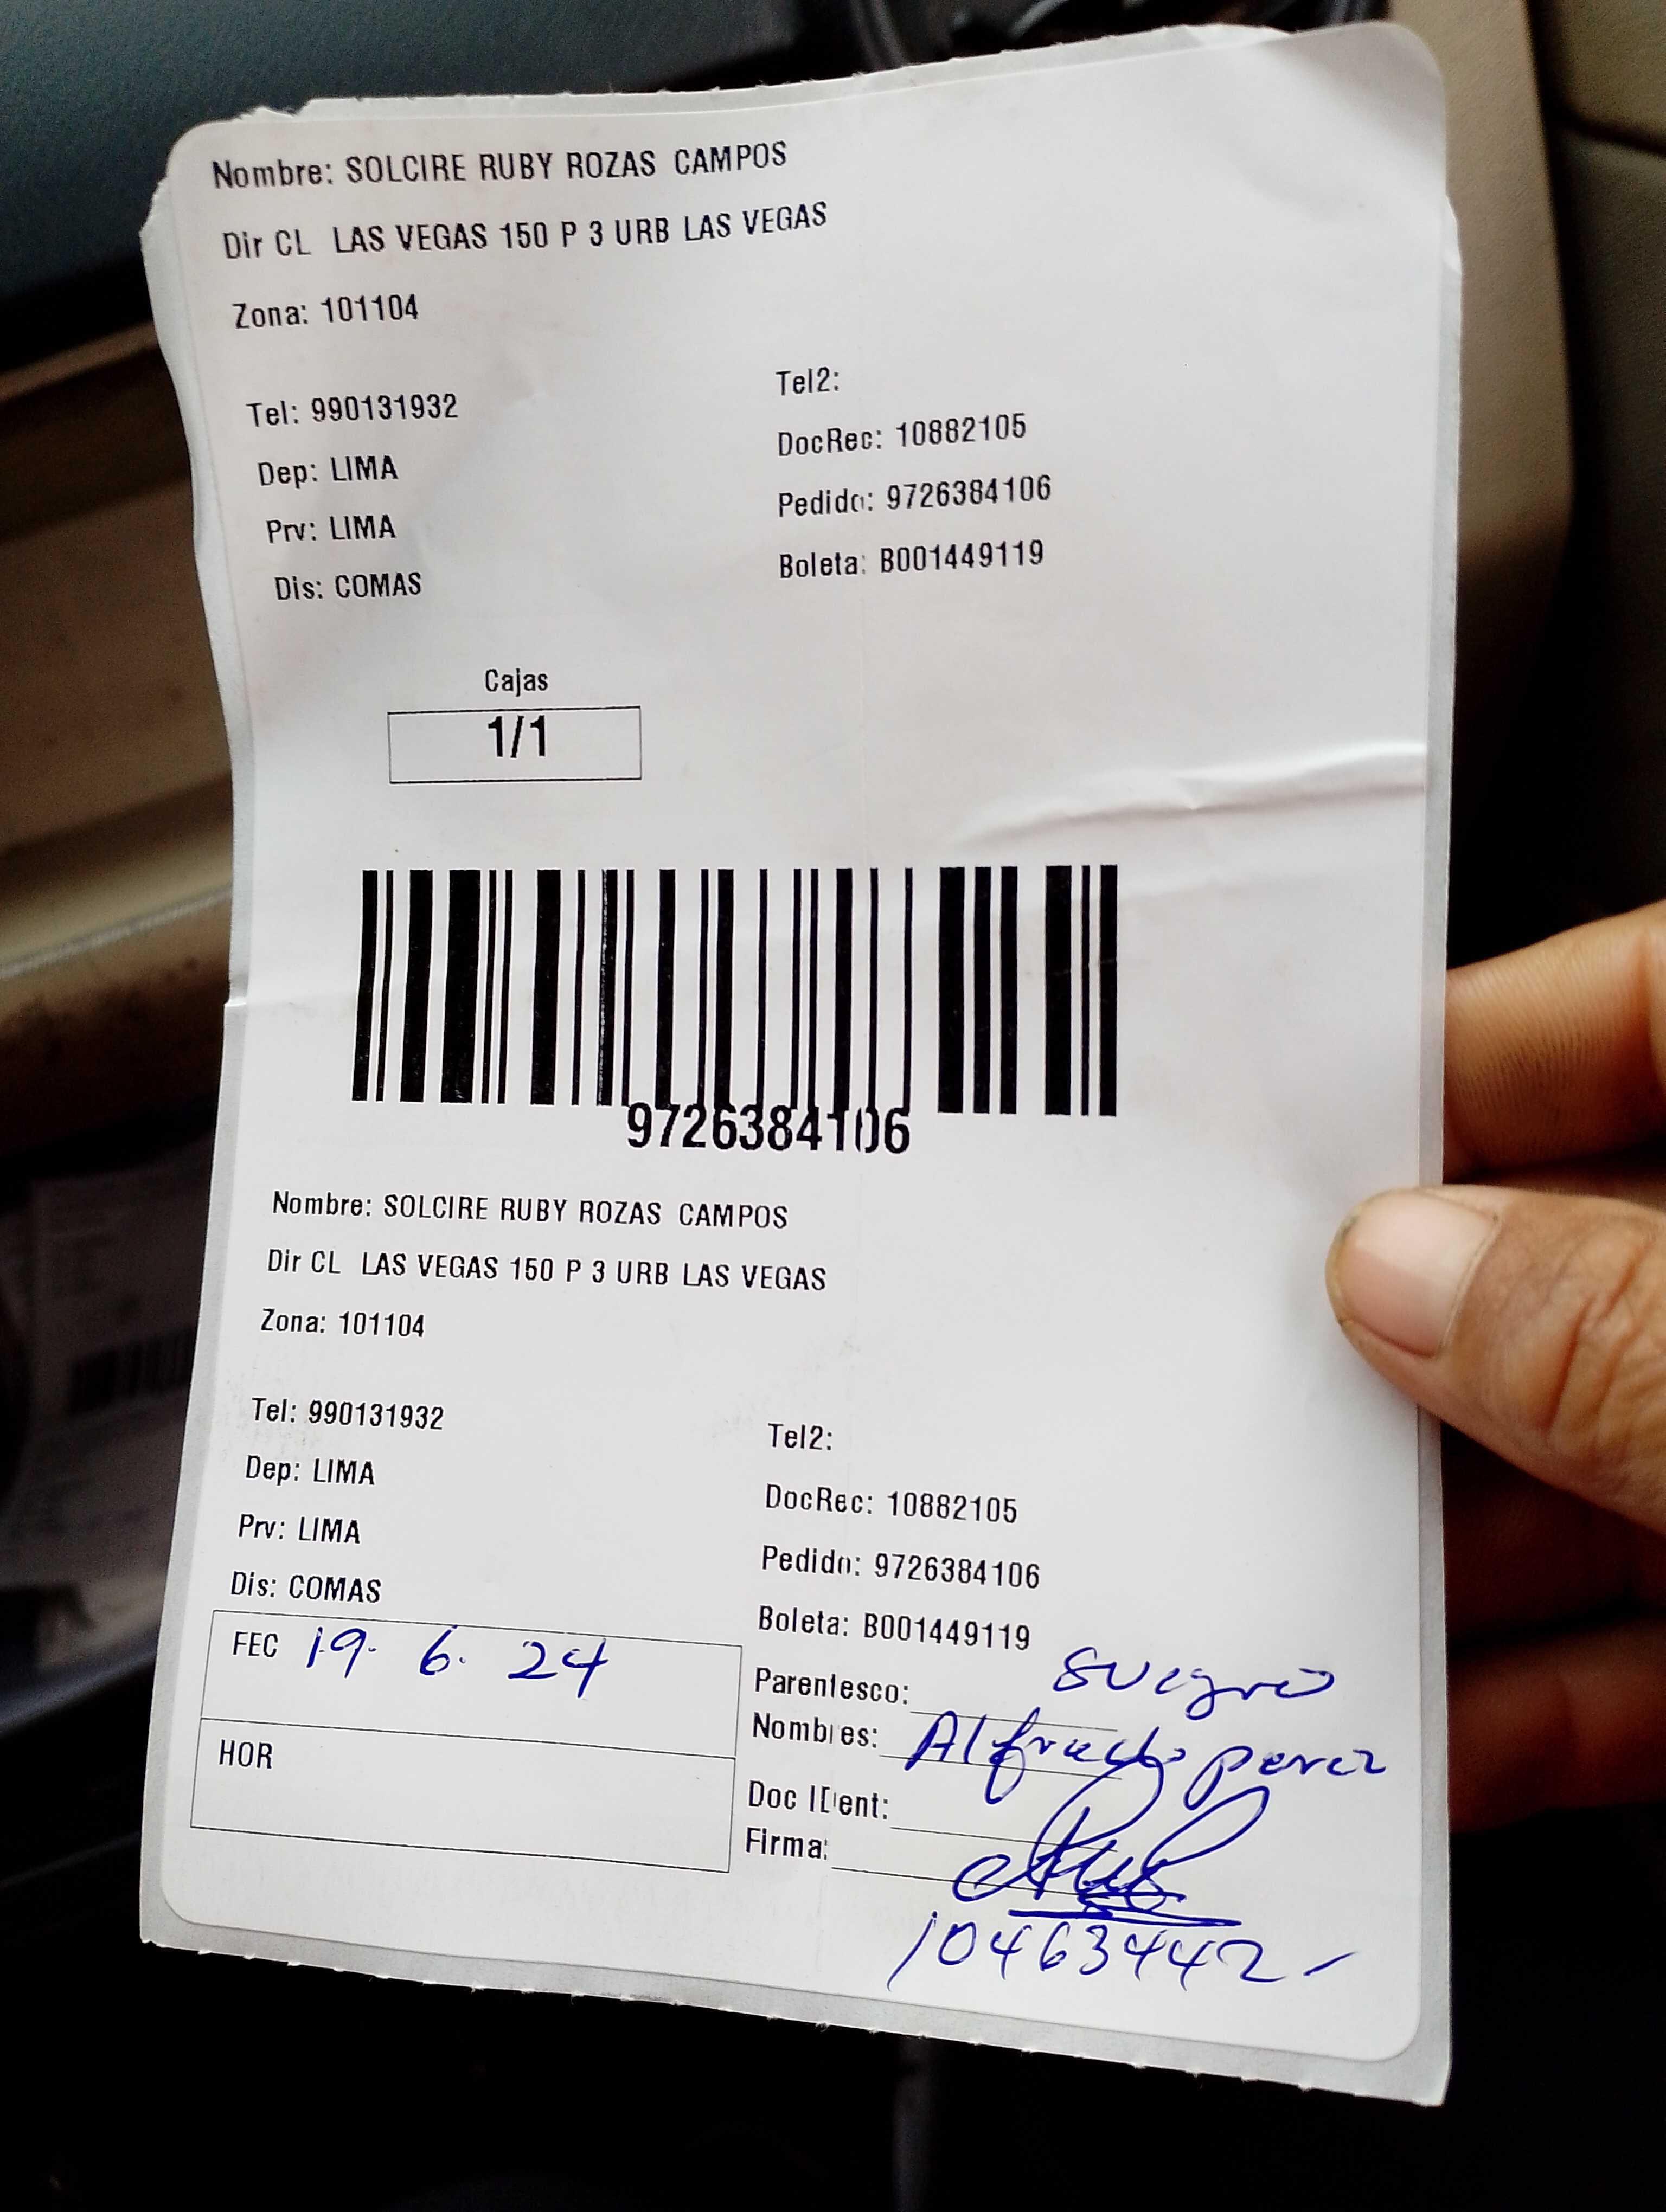 Nombre: SOLCIRE RUBY ROZAS CAMPOS
Dir CL LAS VEGAS 150 P 3 URB LAS VEGAS
Zona: 101104
Tel: 990131932
Tel2:
DocRec: 10882105
Dep: LIMA
Pedido: 9726384106
Prv: LIMA
Boleta: B001449119
Dis: COMAS
Cajas
1/1
9726384106
Nombre: SOLCIRE RUBY ROZAS CAMPOS
Dir CL LAS VEGAS 150 P 3 URB LAS VEGAS
Zona: 101104
Tel: 990131932
Tel2:
Dep: LIMA
DocRec: 10882105
Prv: LIMA
Pedido: 9726384106
Dis: COMAS
Boleta: B001449119
FEC 19. 6. 24
Parentesco: suegro
Nombres: Alfredo perez
HOR
Doc IDent:
Firma:
10463442